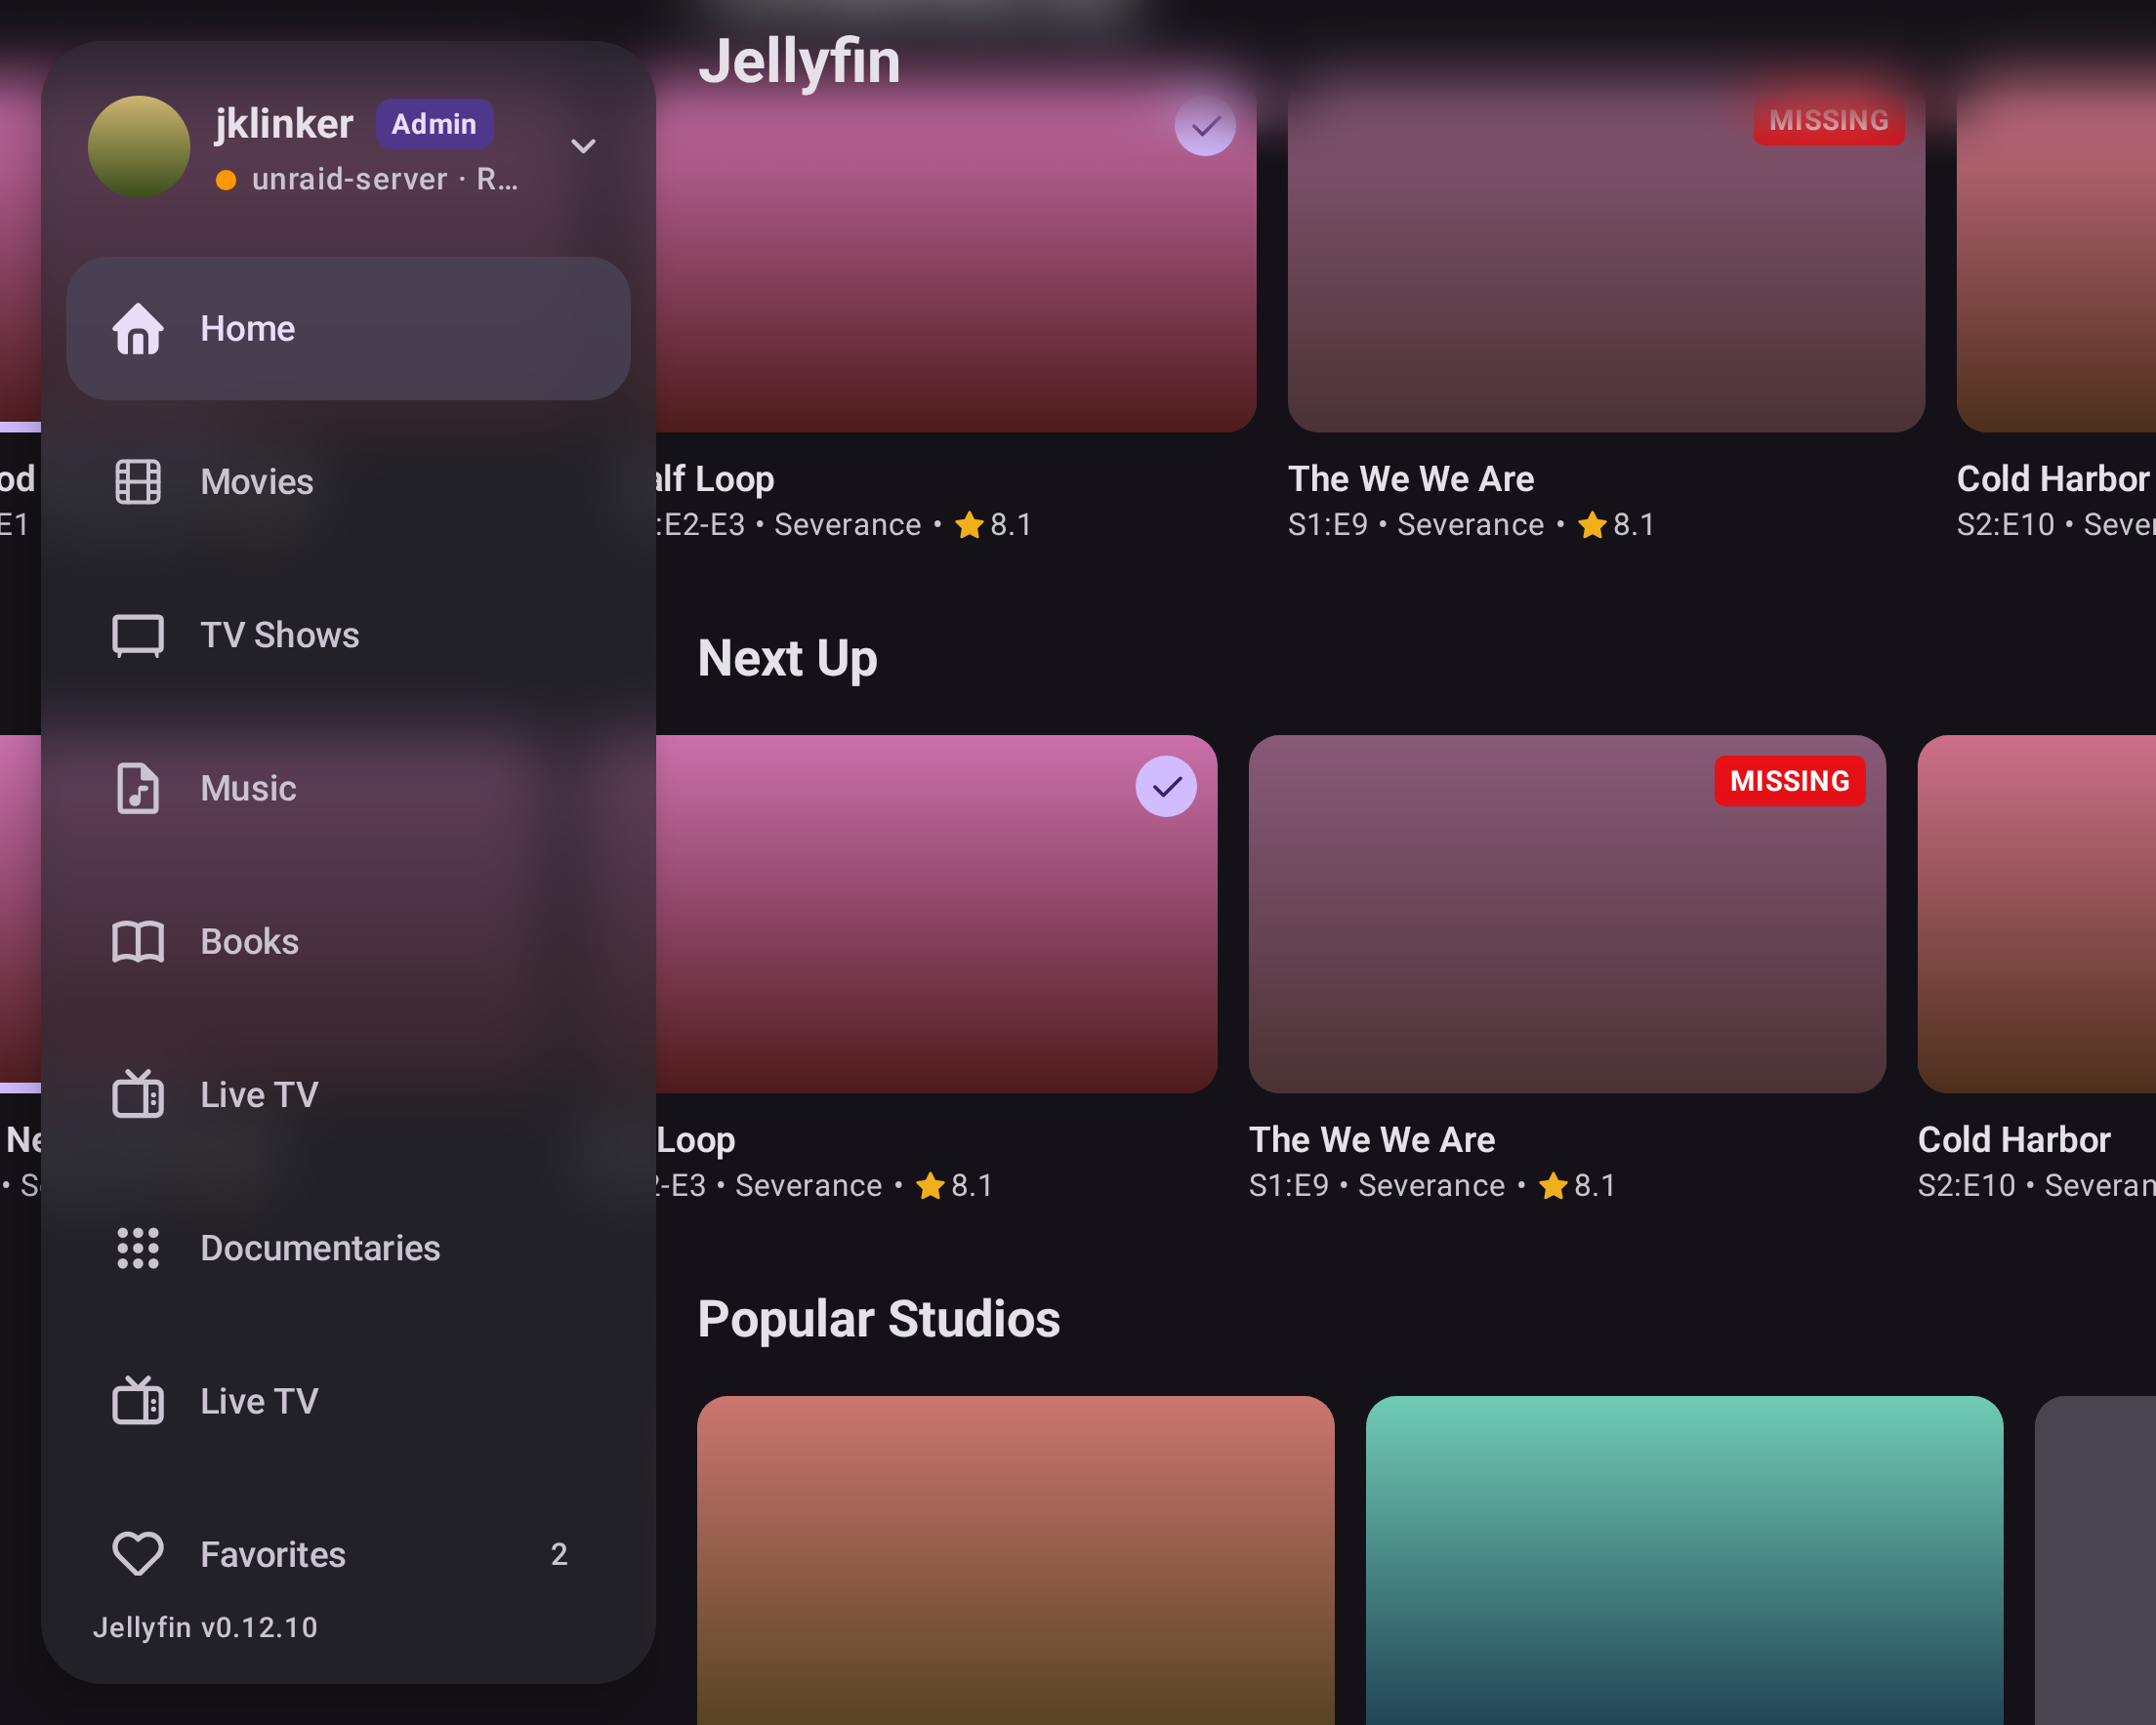 Jellyfin
jklinker Admin
unraid-server · R...
Home
Movies
TV Shows
Music
Books
Live TV
Documentaries
Live TV
Favorites 2
Jellyfin v0.12.10
MISSING
od
E1
alf Loop
:E2-E3 • Severance • 8.1
The We We Are
S1:E9 • Severance • 8.1
Cold Harbor
S2:E10 • Sever
Next Up
MISSING
Ne
• S
Loop
-E3 • Severance • 8.1
The We We Are
S1:E9 • Severance • 8.1
Cold Harbor
S2:E10 • Severan
Popular Studios